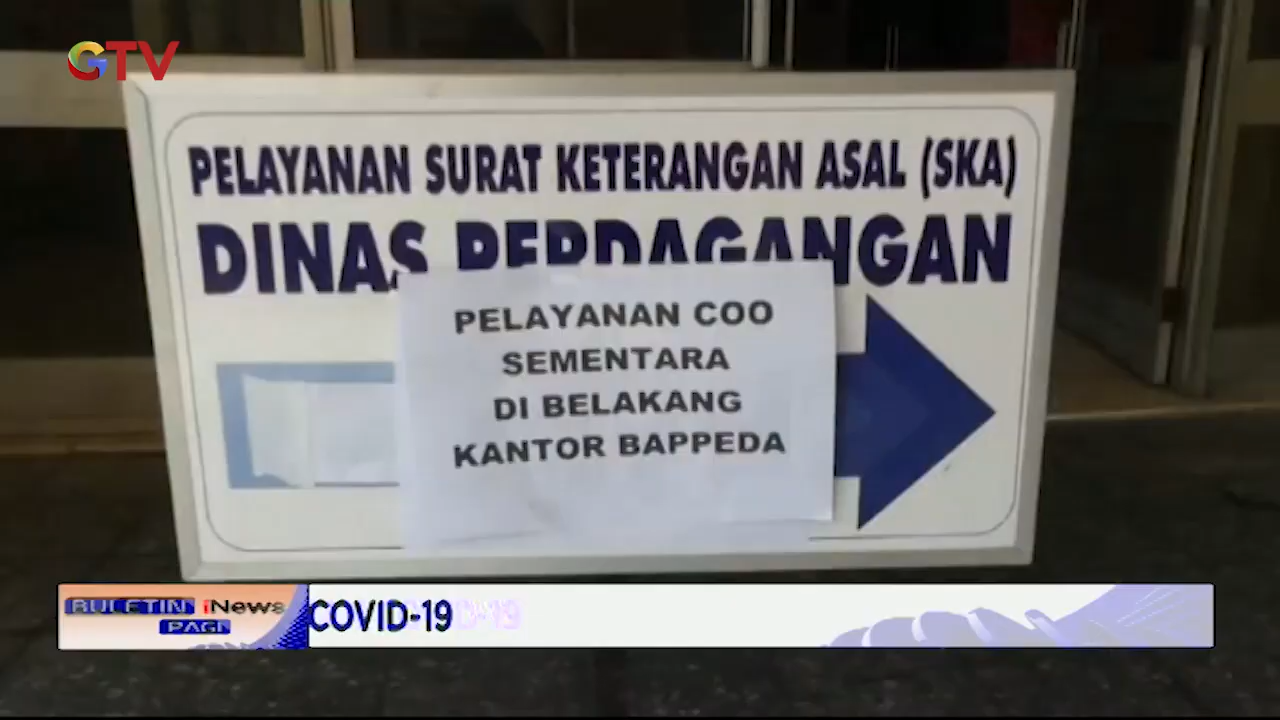 GTV
PELAYANAN SURAT KETERANGAN ASAL (SKA)
DINAS PERDAGANGAN
PELAYANAN COO
SEMENTARA
DI BELAKANG
KANTOR BAPPEDA
BULETIN iNews
PAGI
COVID-19